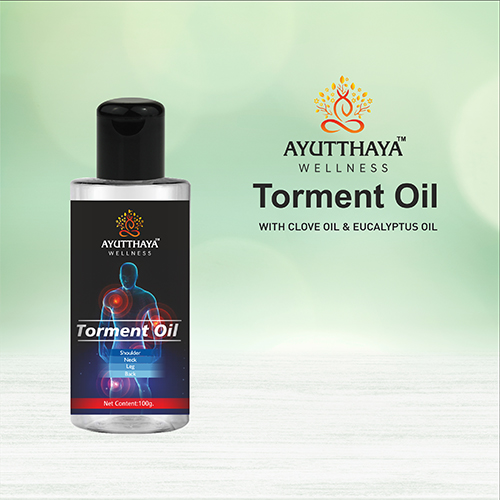 AYUTTHAYA™
WELLNESS
Torment Oil
WITH CLOVE OIL & EUCALYPTUS OIL
AYUTTHAYA™
WELLNESS
Torment Oil
Shoulder
Neck
Leg
Back
Net Content:100g.